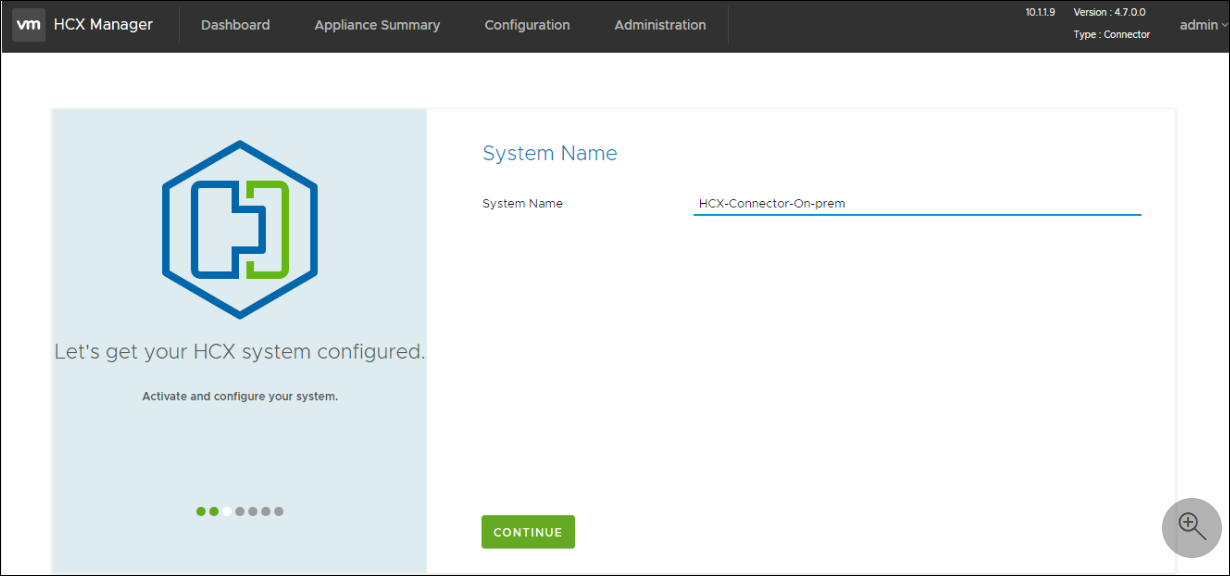 vm HCX Manager Dashboard Appliance Summary Configuration Administration 10.1.1.9 Version : 4.7.0.0 admin
Type : Connector
System Name
System Name HCX-Connector-On-prem
Let's get your HCX system configured.
Activate and configure your system.
CONTINUE